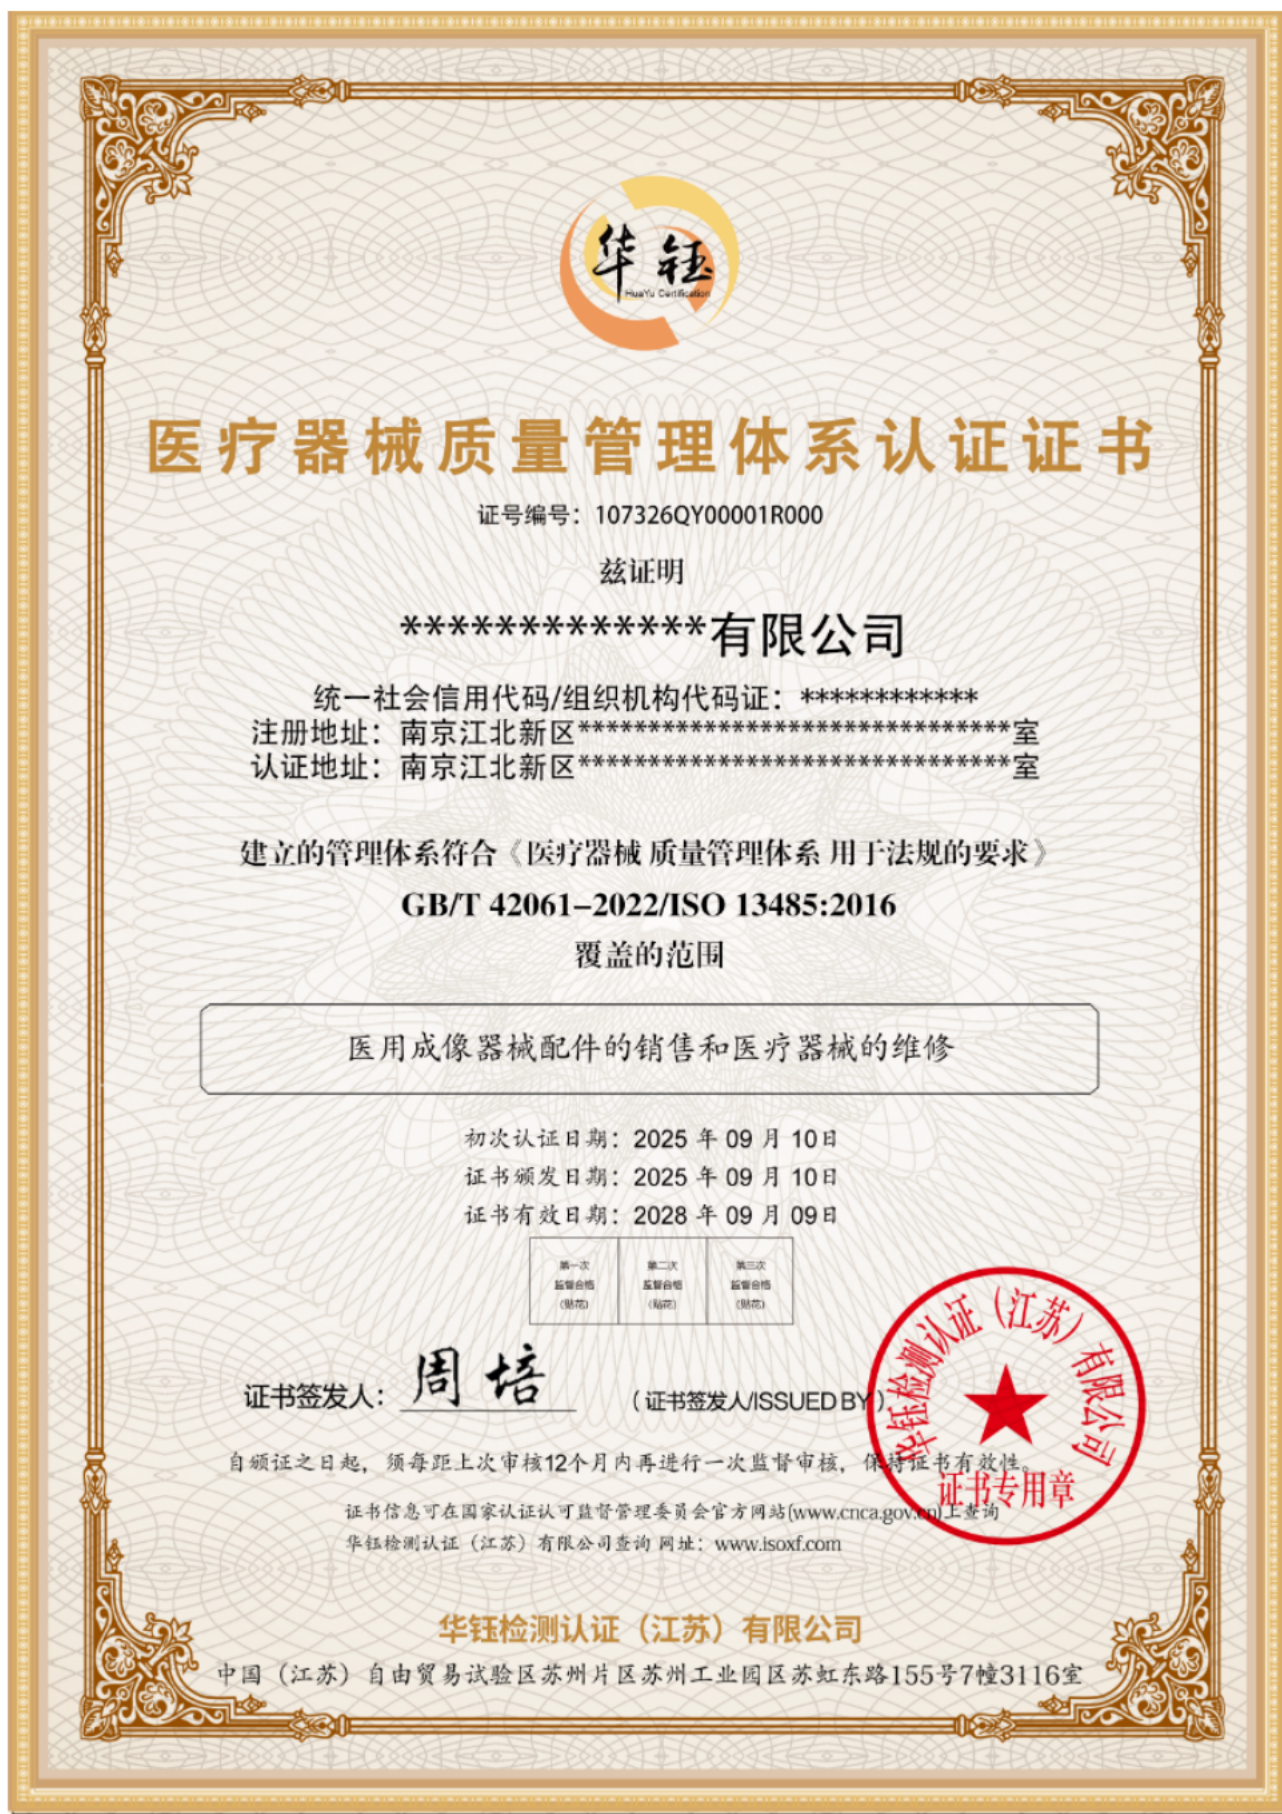 华钰
HuaYu Certification
医疗器械质量管理体系认证证书
证号编号：107326QY00001R000
兹证明
*************有限公司
统一社会信用代码/组织机构代码证：************
注册地址：南京江北新区*******************************室
认证地址：南京江北新区*******************************室
建立的管理体系符合《医疗器械 质量管理体系 用于法规的要求》
GB/T 42061-2022/ISO 13485:2016
覆盖的范围
医用成像器械配件的销售和医疗器械的维修
初次认证日期：2025 年 09 月 10日
证书颁发日期：2025 年 09 月 10日
证书有效日期：2028 年 09 月 09日
第一次 第二次 第三次
监督合格 监督合格 监督合格
(贴花) (贴花) (贴花)
证书签发人：周培 （证书签发人/ISSUED BY）
华钰检测认证（江苏）有限公司
证书专用章
自颁证之日起，须每距上次审核12个月内再进行一次监督审核，保持证书有效性。
证书信息可在国家认证认可监督管理委员会官方网站(www.cnca.gov.cn)上查询
华钰检测认证（江苏）有限公司查询 网址：www.isoxf.com
华钰检测认证（江苏）有限公司
中国（江苏）自由贸易试验区苏州片区苏州工业园区苏虹东路155号7幢3116室